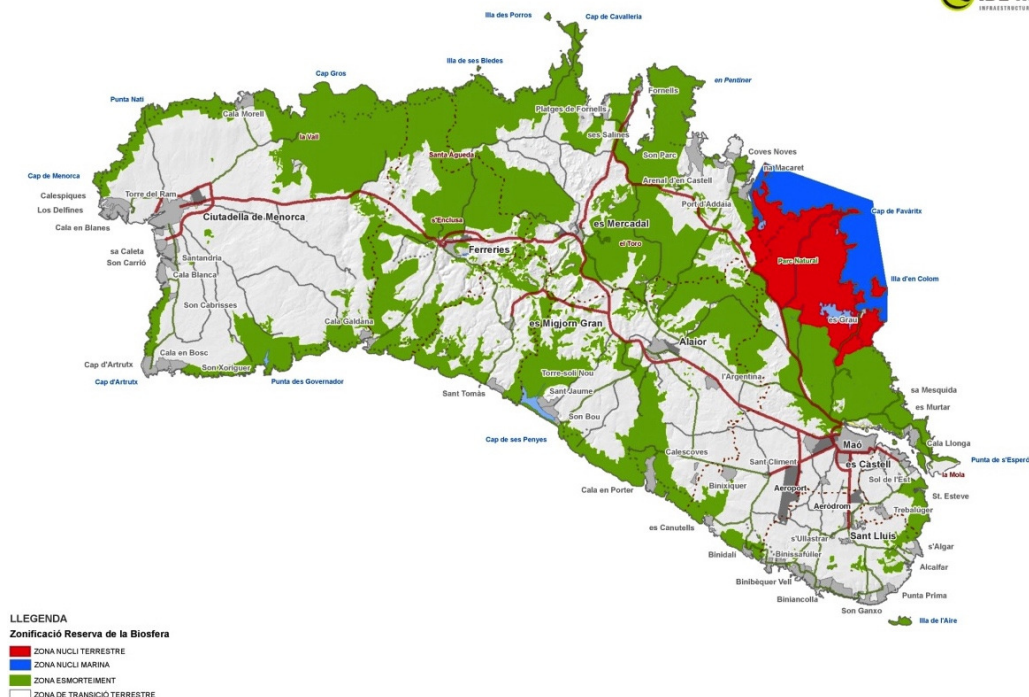 INFRAESTRUCTUR
Illa des Porros
Cap de Cavalleria
Illa de ses Bledes
Cap Gros
en Pentiner
Punta Nati
Fornells
Cala Morell
Platges de Fornells
la Vall
ses Salines
Coves Noves
Santa Àgueda
Son Parc
na Macaret
Cap de Menorca
Arenal d'en Castell
Calespiques
Torre del Ram
Port d'Addaia
Los Delfines
Cap de Favàritx
Ciutadella de Menorca
s'Enclusa
es Mercadal
Cala en Blanes
Ferreries
el Toro
sa Caleta
Santandria
Parc Natural
Son Carrió
Cala Blanca
Illa d'en Colom
Son Cabrisses
Cala Galdana
es Migjorn Gran
es Grau
Alaior
Cala en Bosc
Cap d'Artrutx
Son Xoriguer
Cap d'Artrutx
Punta des Governador
Torre-solí Nou
l'Argentina
Sant Tomàs
Sant Jaume
sa Mesquida
es Murtar
Son Bou
Cap de ses Penyes
Maó
Cala Llonga
Calescoves
Sant Climent
es Castell
Punta de s'Esperó
la Mola
Cala en Porter
Binixiquer
Aeroport
Sol de l'Est
St. Esteve
Aeròdrom
Trebalúger
es Canutells
s'Ullastrar
Sant Lluís
s'Algar
Binidalí
Binissafúller
Alcalfar
Binibèquer Vell
Biniancolla
Punta Prima
Son Ganxo
Illa de l'Aire
LLEGENDA
Zonificació Reserva de la Biosfera
ZONA NUCLI TERRESTRE
ZONA NUCLI MARINA
ZONA ESMORTEIMENT
ZONA DE TRANSICIÓ TERRESTRE